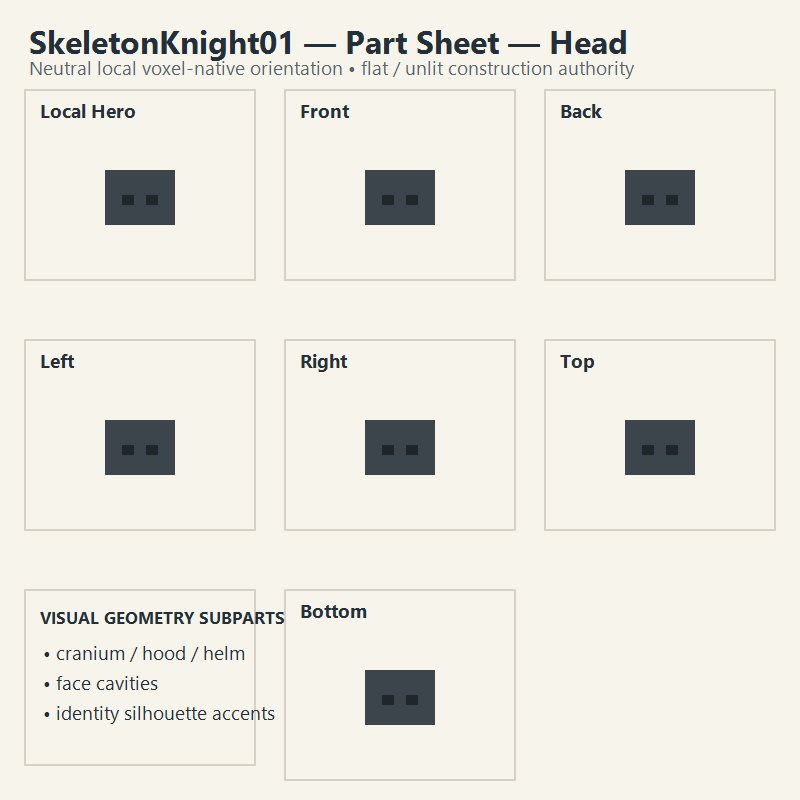 SkeletonKnight01 — Part Sheet — Head
Neutral local voxel-native orientation • flat / unlit construction authority
Local Hero
Front
Back
Left
Right
Top
VISUAL GEOMETRY SUBPARTS
• cranium / hood / helm
• face cavities
• identity silhouette accents
Bottom